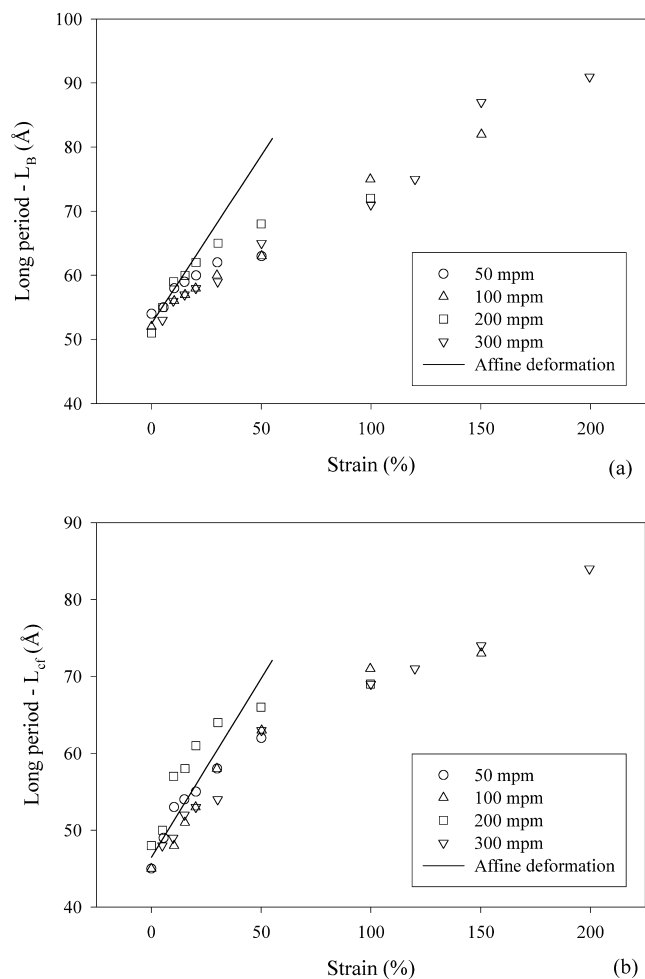 100
90
80
70
60
50
40
Long period - L_B (Å)
50 mpm
100 mpm
200 mpm
300 mpm
Affine deformation
0 50 100 150 200
Strain (%)
(a)
90
80
70
60
50
40
Long period - L_cf (Å)
50 mpm
100 mpm
200 mpm
300 mpm
Affine deformation
0 50 100 150 200
Strain (%)
(b)